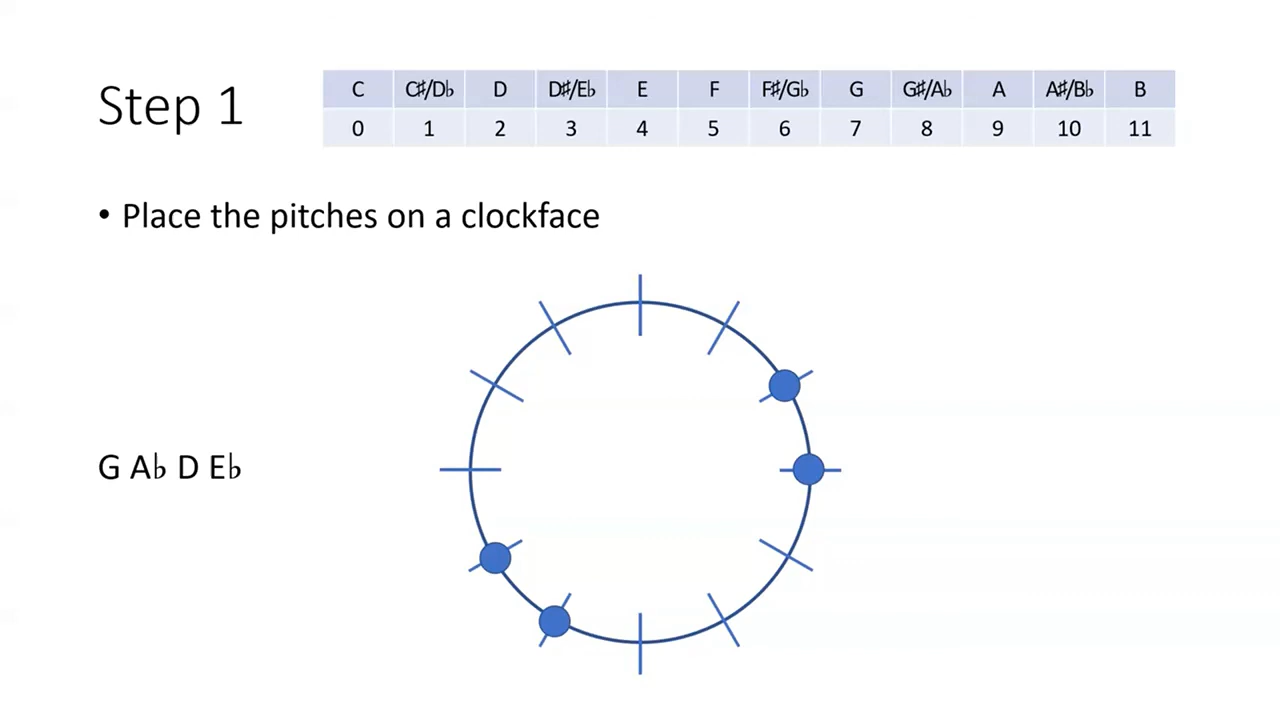 Step 1
C C♯/D♭ D D♯/E♭ E F F♯/G♭ G G♯/A♭ A A♯/B♭ B
0 1 2 3 4 5 6 7 8 9 10 11
• Place the pitches on a clockface
G A♭ D E♭